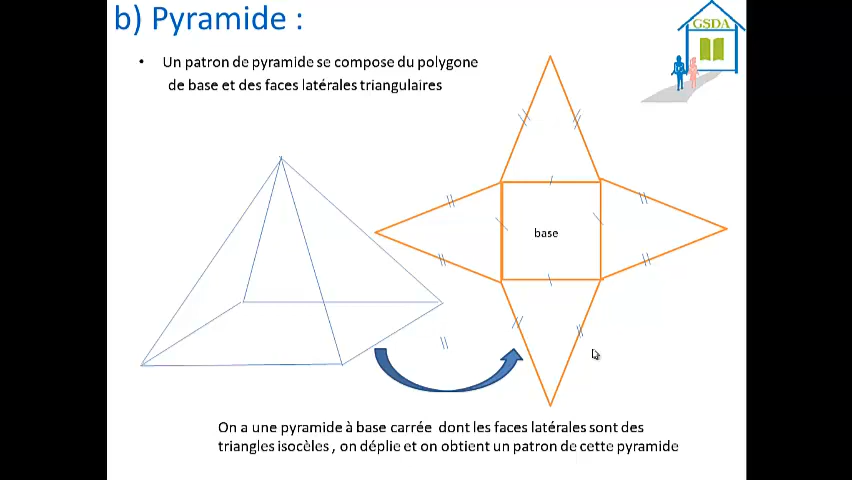 b) Pyramide :
GSDA
• Un patron de pyramide se compose du polygone
de base et des faces latérales triangulaires
base
On a une pyramide à base carrée dont les faces latérales sont des
triangles isocèles , on déplie et on obtient un patron de cette pyramide